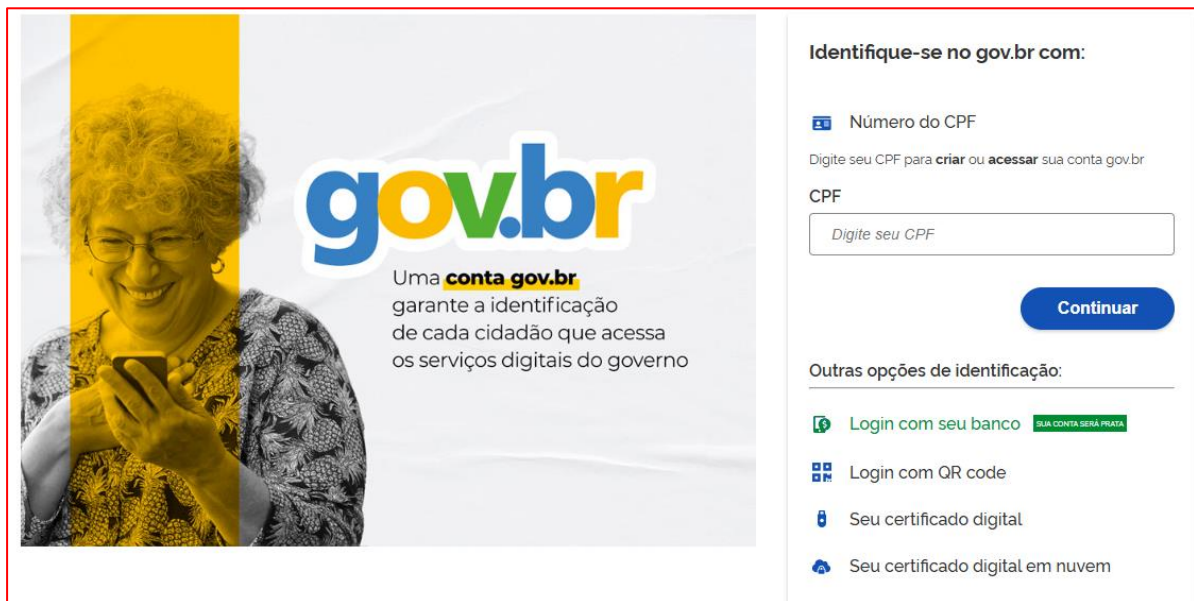 gov.br
Uma conta gov.br
garante a identificação
de cada cidadão que acessa
os serviços digitais do governo
Identifique-se no gov.br com:
Número do CPF
Digite seu CPF para criar ou acessar sua conta gov.br
CPF
Digite seu CPF
Continuar
Outras opções de identificação:
Login com seu banco SUA CONTA SERÁ PRATA
Login com QR code
Seu certificado digital
Seu certificado digital em nuvem